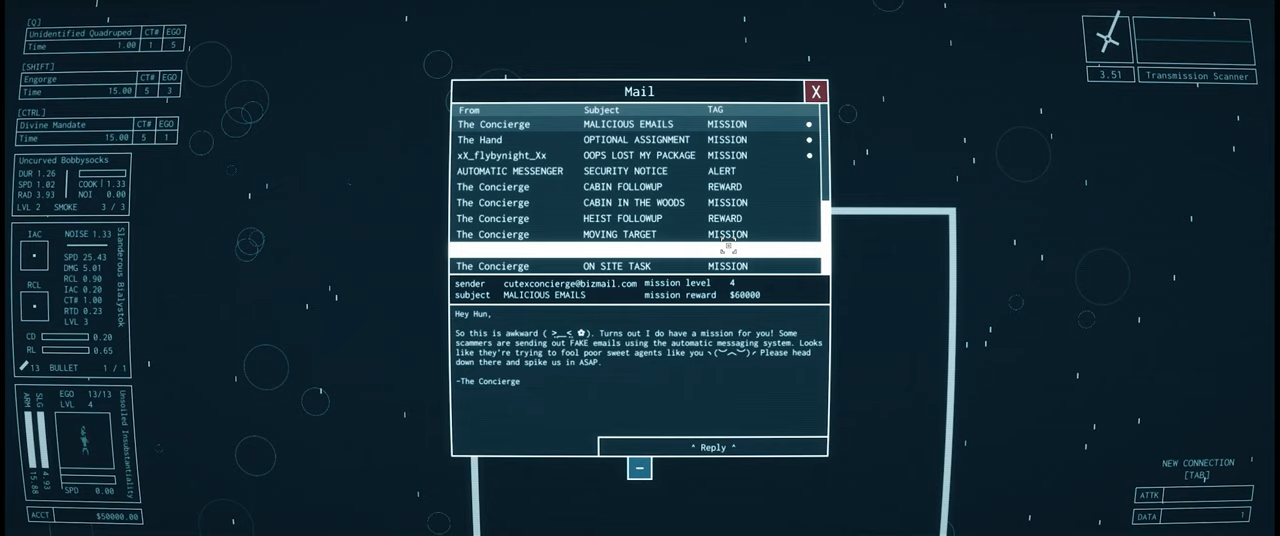 [Q]
Unidentified Quadruped CT# EGO
Time 1.00 1 5
[SHIFT]
Engorge CT# EGO
Time 15.00 5 3
[CTRL]
Divine Mandate CT# EGO
Time 15.00 5 1
Uncurved Bobbysocks
DUR 1.26
SPD 1.02 COOK 1.33
RAD 3.93 NOI 0.00
LVL 2 SMOKE 3 / 3
IAC NOISE 1.33
SPD 25.43
DMG 5.01
RCL RCL 0.90
IAC 0.20
CT# 1.00
RTD 0.23
LVL 3
CD 0.20
RL 0.65
13 BULLET 1 / 1
Slanderous Bialystok
ARM SLG EGO 13/13
LVL 4
15.88 4.93 SPD 0.00
Unsoiled Insubstantiality
ACCT $50000.00
Mail X
From Subject TAG
The Concierge MALICIOUS EMAILS MISSION
The Hand OPTIONAL ASSIGNMENT MISSION
xX_flybynight_Xx OOPS LOST MY PACKAGE MISSION
AUTOMATIC MESSENGER SECURITY NOTICE ALERT
The Concierge CABIN FOLLOWUP REWARD
The Concierge CABIN IN THE WOODS MISSION
The Concierge HEIST FOLLOWUP REWARD
The Concierge MOVING TARGET MISSION
The Concierge ON SITE TASK MISSION
sender cutexconcierge@bizmail.com mission level 4
subject MALICIOUS EMAILS mission reward $60000
Hey Hun,
So this is awkward ( >__< ✿). Turns out I do have a mission for you! Some
scammers are sending out FAKE emails using the automatic messaging system. Looks
like they're trying to fool poor sweet agents like you ヽ(︶︿︶)ノ Please head
down there and spike us in ASAP.
-The Concierge
^ Reply ^
–
3.51 Transmission Scanner
NEW CONNECTION
[TAB]
ATTK
DATA 1